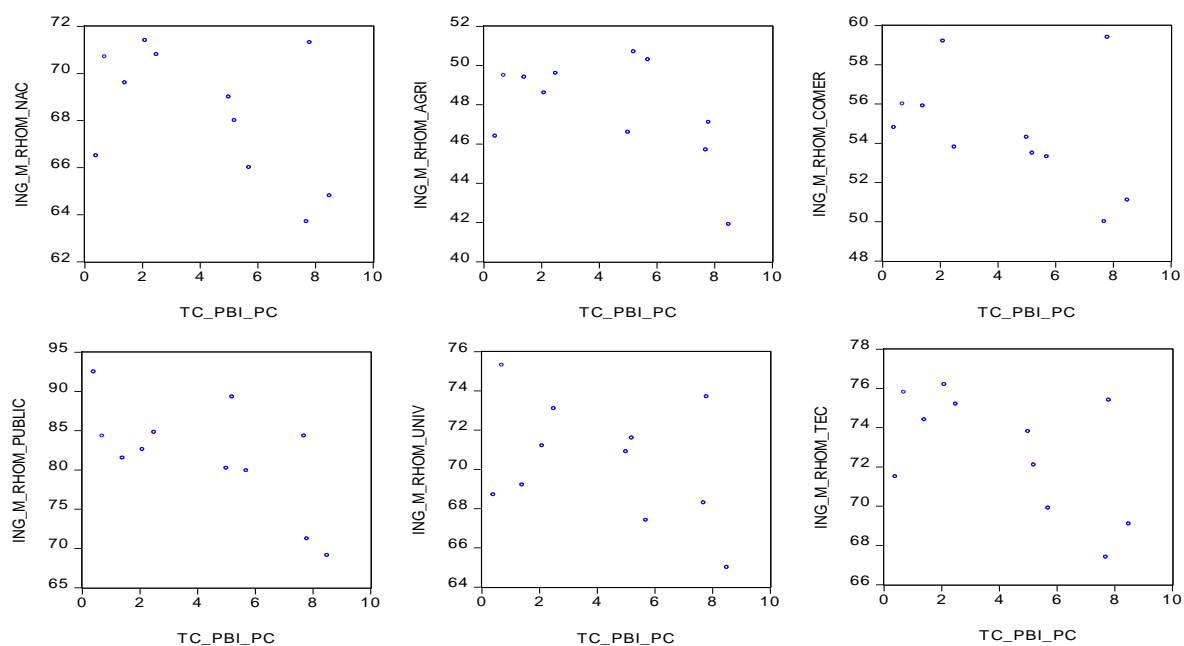 72
70
68
66
64
62
ING_M_RHOM_NAC
0 2 4 6 8 10
TC_PBI_PC
52
50
48
46
44
42
40
ING_M_RHOM_AGRI
0 2 4 6 8 10
TC_PBI_PC
60
58
56
54
52
50
48
ING_M_RHOM_COMER
0 2 4 6 8 10
TC_PBI_PC
95
90
85
80
75
70
65
ING_M_RHOM_PUBLIC
0 2 4 6 8 10
TC_PBI_PC
76
74
72
70
68
66
64
ING_M_RHOM_UNIV
0 2 4 6 8 10
TC_PBI_PC
78
76
74
72
70
68
66
ING_M_RHOM_TEC
0 2 4 6 8 10
TC_PBI_PC